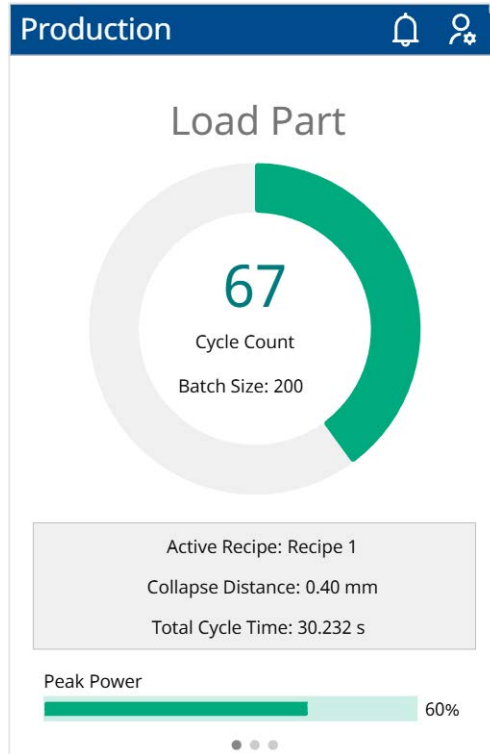 Production
Load Part
67
Cycle Count
Batch Size: 200
Active Recipe: Recipe 1
Collapse Distance: 0.40 mm
Total Cycle Time: 30.232 s
Peak Power
60%